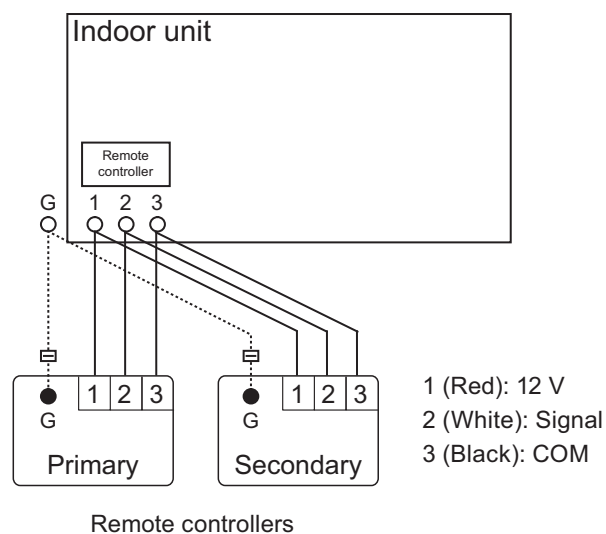 Indoor unit
Remote
controller
G 1 2 3
1 2 3
G
Primary
1 2 3
G
Secondary
1 (Red): 12 V
2 (White): Signal
3 (Black): COM
Remote controllers